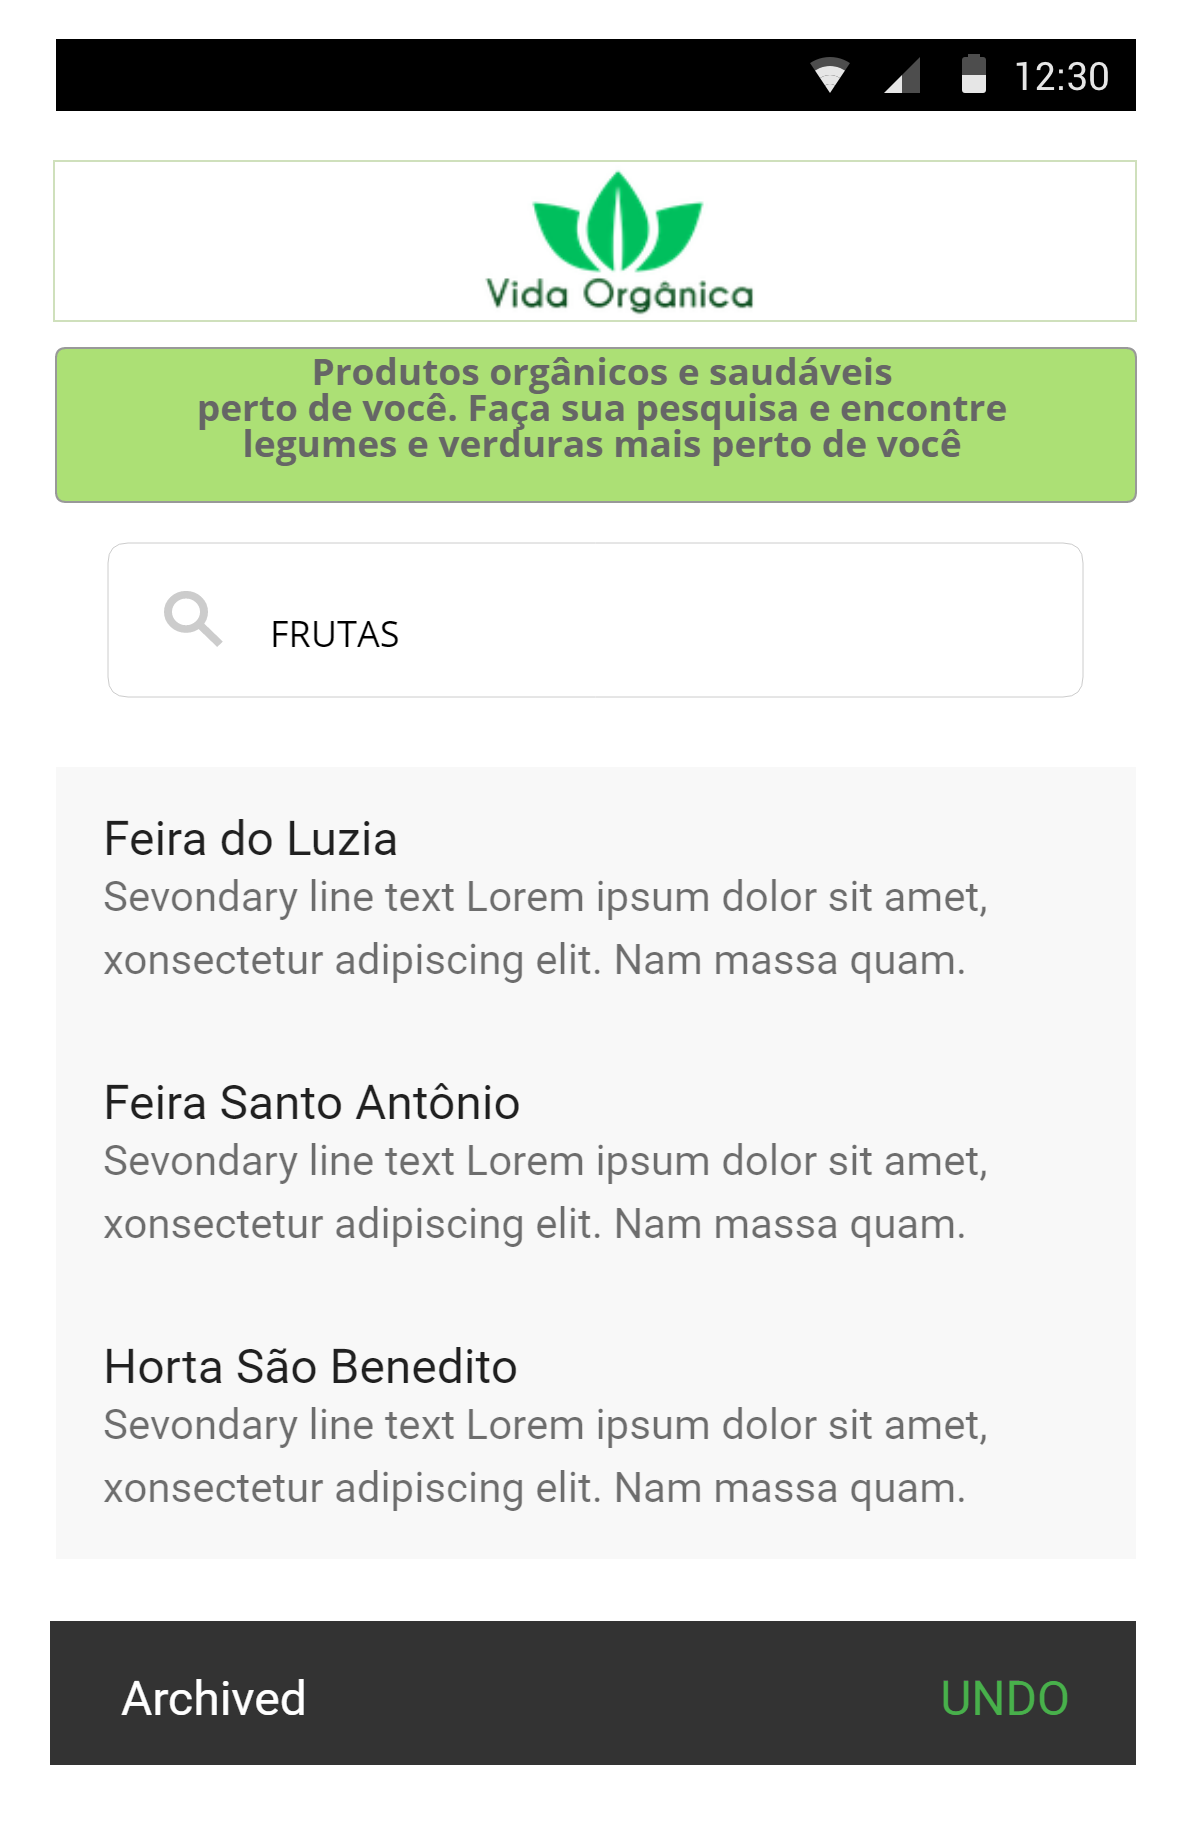 12:30
Vida Orgânica
Produtos orgânicos e saudáveis
perto de você. Faça sua pesquisa e encontre
legumes e verduras mais perto de você
FRUTAS
Feira do Luzia
Sevondary line text Lorem ipsum dolor sit amet,
xonsectetur adipiscing elit. Nam massa quam.
Feira Santo Antônio
Sevondary line text Lorem ipsum dolor sit amet,
xonsectetur adipiscing elit. Nam massa quam.
Horta São Benedito
Sevondary line text Lorem ipsum dolor sit amet,
xonsectetur adipiscing elit. Nam massa quam.
Archived UNDO